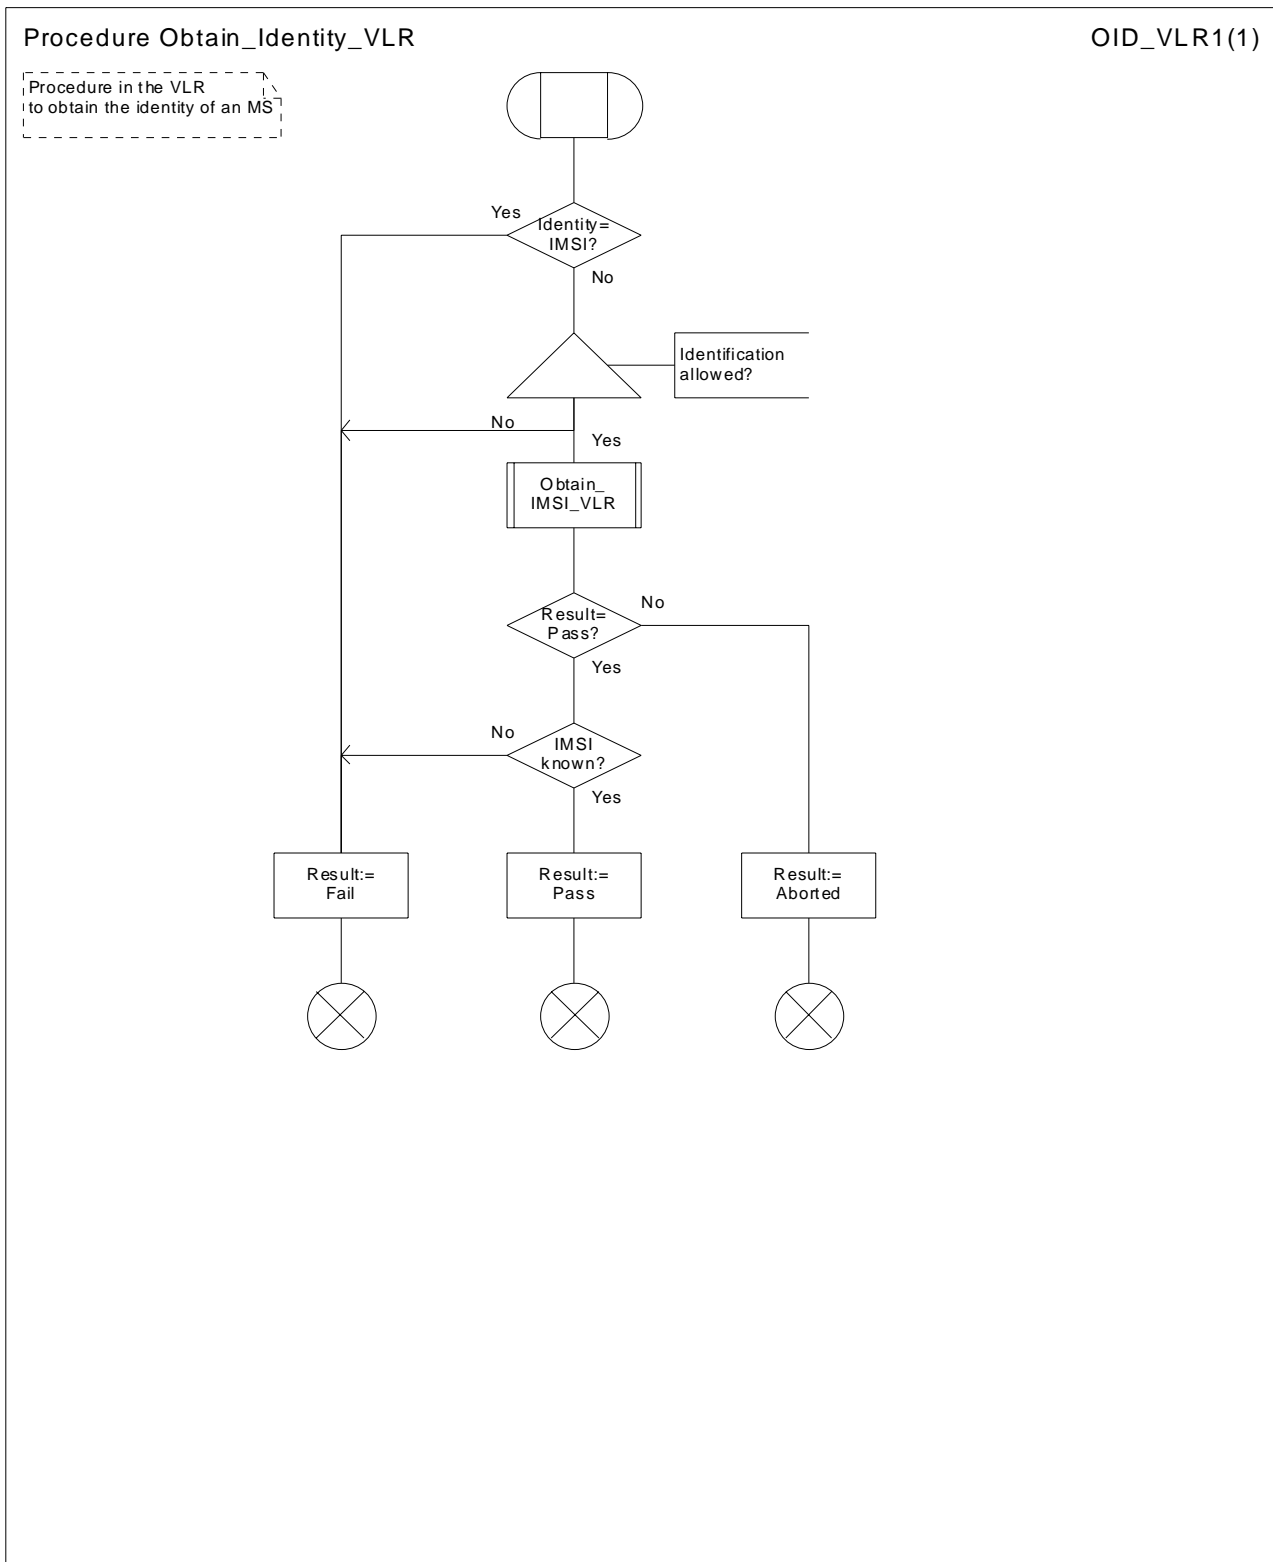 Procedure Obtain_Identity_VLR
OID_VLR1(1)
Procedure in the VLR
to obtain the identity of an MS
Yes
Identity=
IMSI?
No
Identification
allowed?
No
Yes
Obtain_
IMSI_VLR
Result=
Pass?
No
Yes
No
IMSI
known?
Yes
Result:=
Fail
Result:=
Pass
Result:=
Aborted